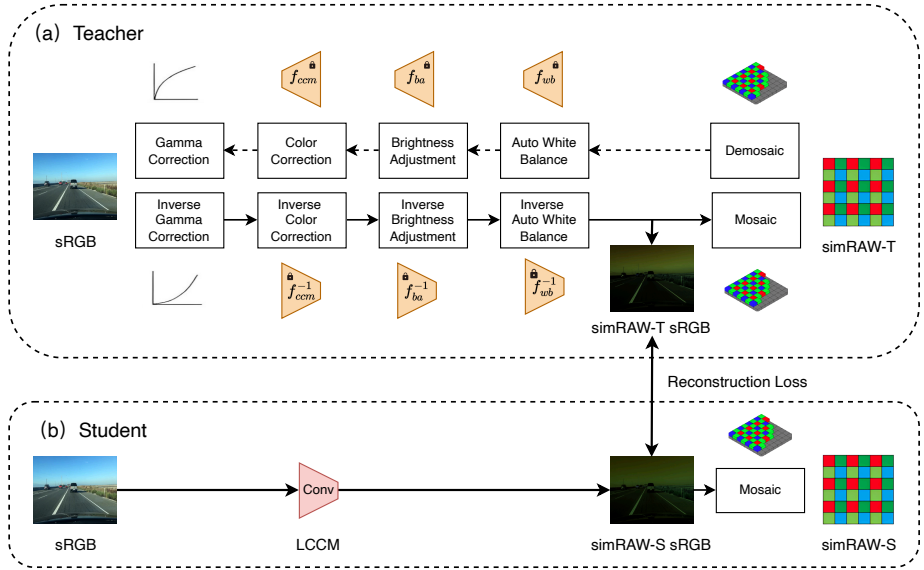 (a) Teacher
f_ccm
f_ba
f_wb
Gamma
Correction
Color
Correction
Brightness
Adjustment
Auto White
Balance
Demosaic
Inverse
Gamma
Correction
Inverse
Color
Correction
Inverse
Brightness
Adjustment
Inverse
Auto White
Balance
Mosaic
sRGB
simRAW-T
f_ccm^-1
f_ba^-1
f_wb^-1
simRAW-T sRGB
Reconstruction Loss
(b) Student
Conv
Mosaic
sRGB
LCCM
simRAW-S sRGB
simRAW-S